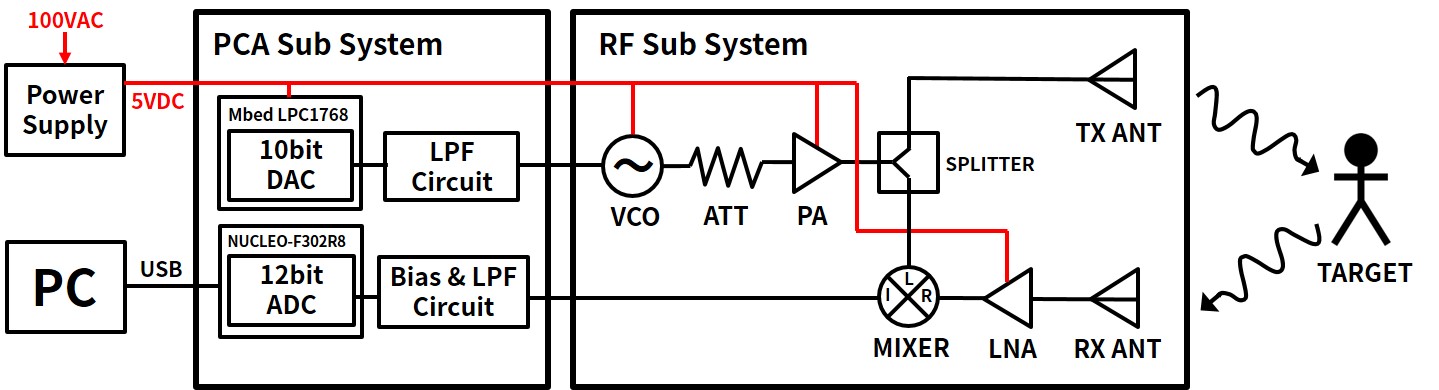 100VAC
Power
Supply
5VDC
PCA Sub System
Mbed LPC1768
10bit
DAC
LPF
Circuit
RF Sub System
VCO
ATT
PA
SPLITTER
TX ANT
PC
USB
NUCLEO-F302R8
12bit
ADC
Bias & LPF
Circuit
L
I
R
MIXER
LNA
RX ANT
TARGET